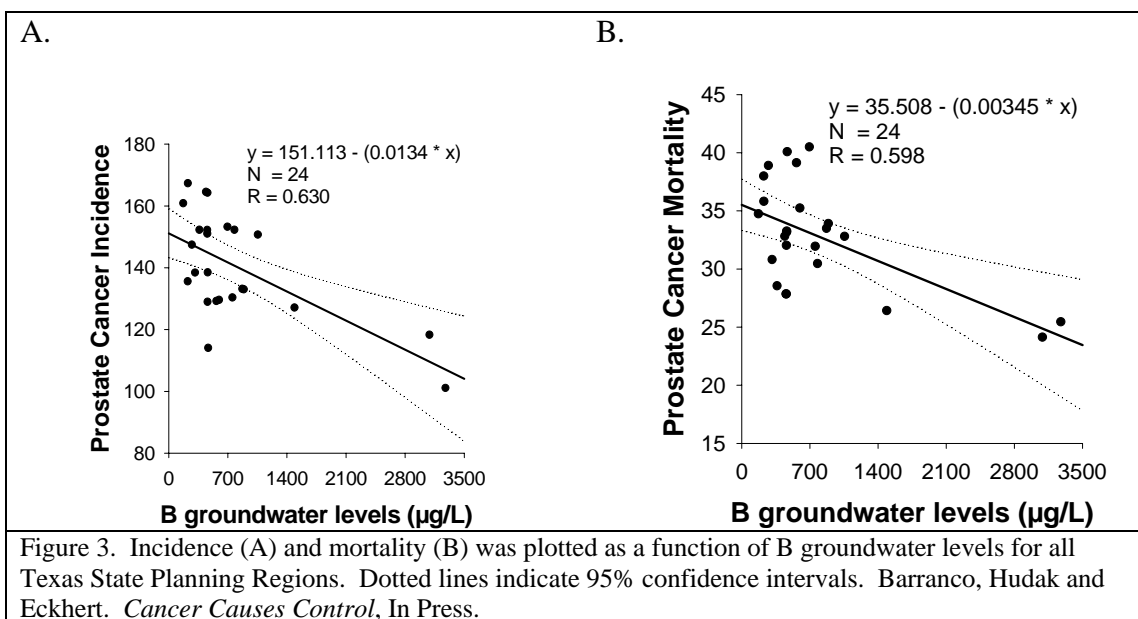 A.
B.
y = 151.113 - (0.0134 * x)
N = 24
R = 0.630
Prostate Cancer Incidence
180
160
140
120
100
80
0 700 1400 2100 2800 3500
B groundwater levels (µg/L)
y = 35.508 - (0.00345 * x)
N = 24
R = 0.598
Prostate Cancer Mortality
45
40
35
30
25
20
15
0 700 1400 2100 2800 3500
B groundwater levels (µg/L)
Figure 3. Incidence (A) and mortality (B) was plotted as a function of B groundwater levels for all
Texas State Planning Regions. Dotted lines indicate 95% confidence intervals. Barranco, Hudak and
Eckhert. Cancer Causes Control, In Press.